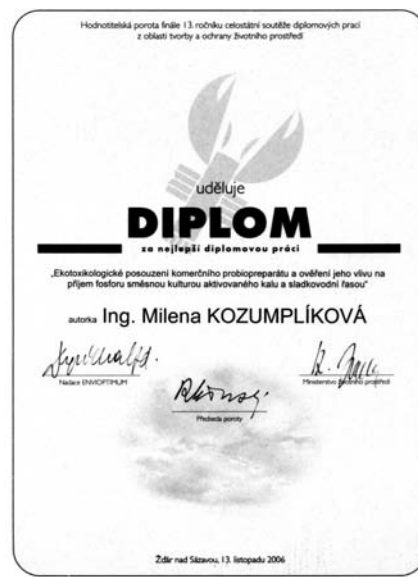 Hodnotitelská porota finále 13. ročníku celostátní soutěže diplomových prací
z oblasti tvorby a ochrany životního prostředí
uděluje
DIPLOM
za nejlepší diplomovou práci
„Ekotoxikologické posouzení komerčního probiopreparátu a ověření jeho vlivu na
příjem fosforu směsnou kulturou aktivovaného kalu a sladkovodní řasou"
autorka Ing. Milena KOZUMPLÍKOVÁ
Nadace ENVIOPTIMUM
Ministerstvo životního prostředí
Předseda poroty
Žďár nad Sázavou, 13. listopadu 2006